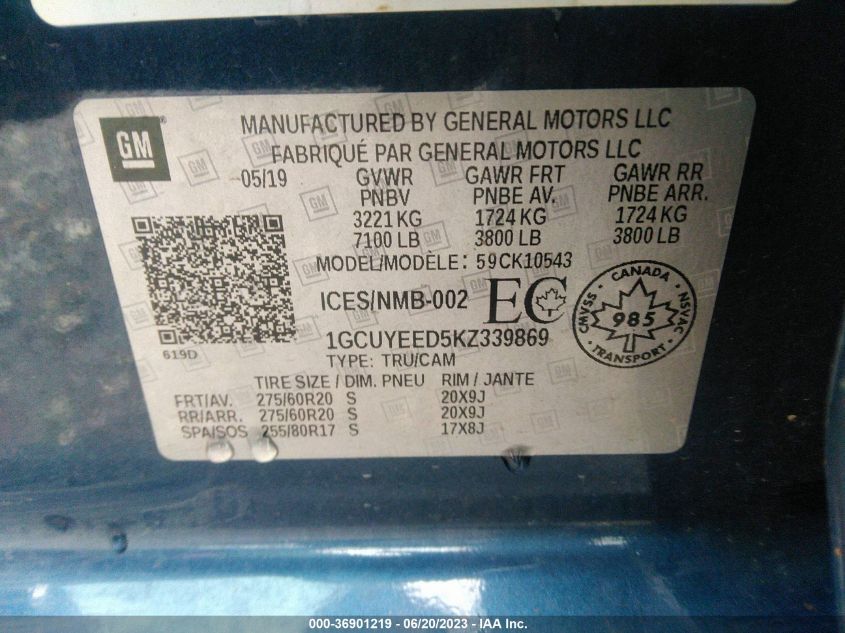 GM
MANUFACTURED BY GENERAL MOTORS LLC
FABRIQUÉ PAR GENERAL MOTORS LLC
05/19 GVWR GAWR FRT GAWR RR
PNBV PNBE AV. PNBE ARR.
3221 KG 1724 KG 1724 KG
7100 LB 3800 LB 3800 LB
MODEL/MODÈLE: 59CK10543
ICES/NMB-002 EC
CANADA
CMVSS 985 NSVAC
TRANSPORT
1GCUYEED5KZ339869
619D
TYPE: TRU/CAM
TIRE SIZE / DIM. PNEU RIM / JANTE
FRT/AV. 275/60R20 S 20X9J
RR/ARR. 275/60R20 S 20X9J
SPA/SOS 255/80R17 S 17X8J
000-36901219 - 06/20/2023 - IAA Inc.